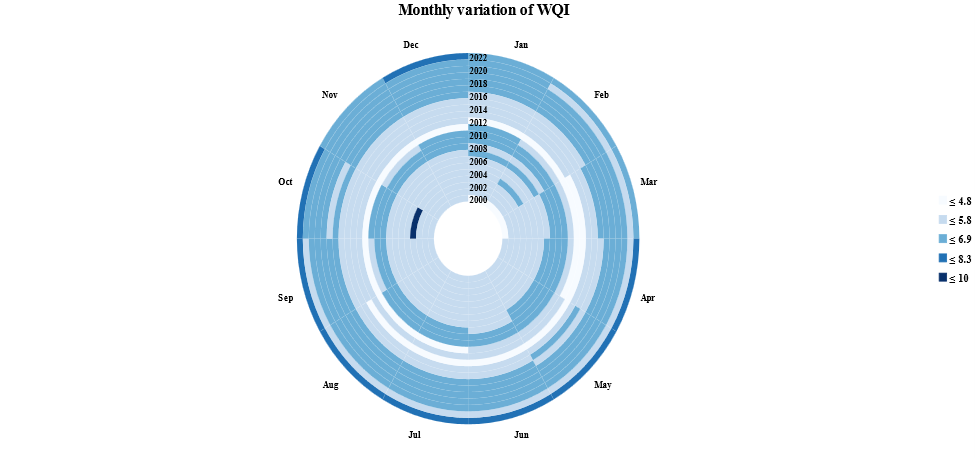 Monthly variation of WQI
Dec
Jan
Nov
Feb
Oct
Mar
Sep
Apr
Aug
May
Jul
Jun
2022
2020
2018
2016
2014
2012
2010
2008
2006
2004
2002
2000
≤ 4.8
≤ 5.8
≤ 6.9
≤ 8.3
≤ 10